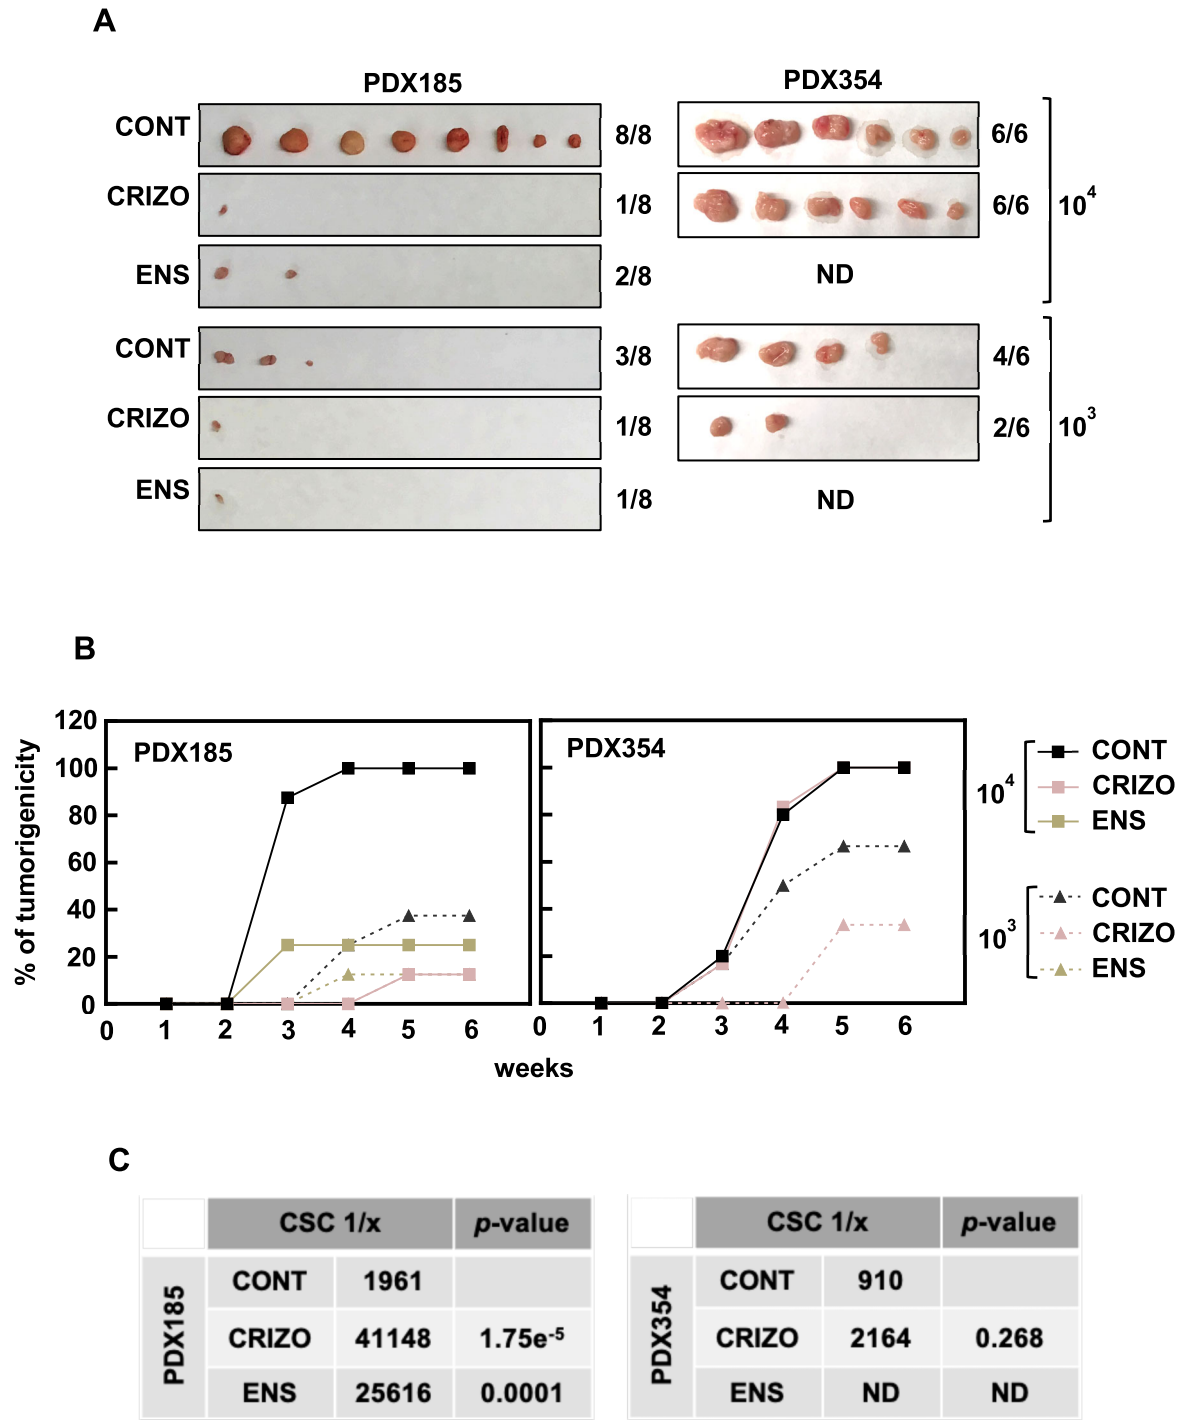 A
PDX185
PDX354
CONT
8/8
6/6
CRIZO
1/8
6/6
10⁴
ENS
2/8
ND
CONT
3/8
4/6
CRIZO
1/8
2/6
10³
ENS
1/8
ND
B
% of tumorigenicity
120
100
80
60
40
20
0
PDX185
PDX354
0 1 2 3 4 5 6
0 1 2 3 4 5 6
weeks
10⁴
CONT
CRIZO
ENS
10³
CONT
CRIZO
ENS
C
CSC 1/x p-value
PDX185
CONT 1961
CRIZO 41148 1.75e⁻⁵
ENS 25616 0.0001
CSC 1/x p-value
PDX354
CONT 910
CRIZO 2164 0.268
ENS ND ND